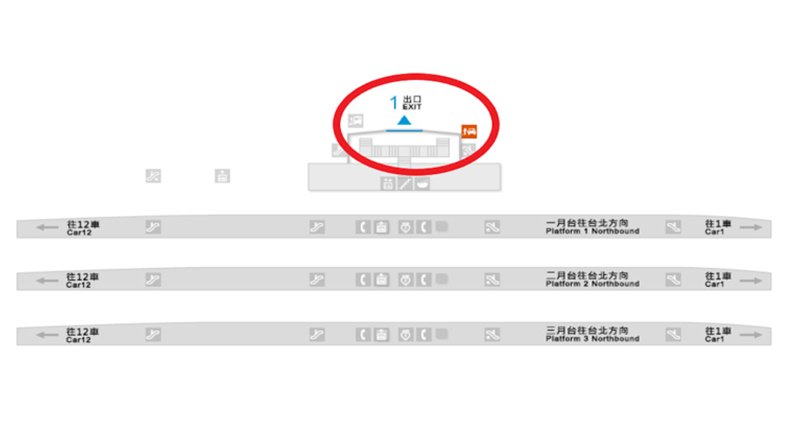 1 出口
EXIT
往12車
Car12
一月台往台北方向
Platform 1 Northbound
往1車
Car1
往12車
Car12
二月台往台北方向
Platform 2 Northbound
往1車
Car1
往12車
Car12
三月台往台北方向
Platform 3 Northbound
往1車
Car1